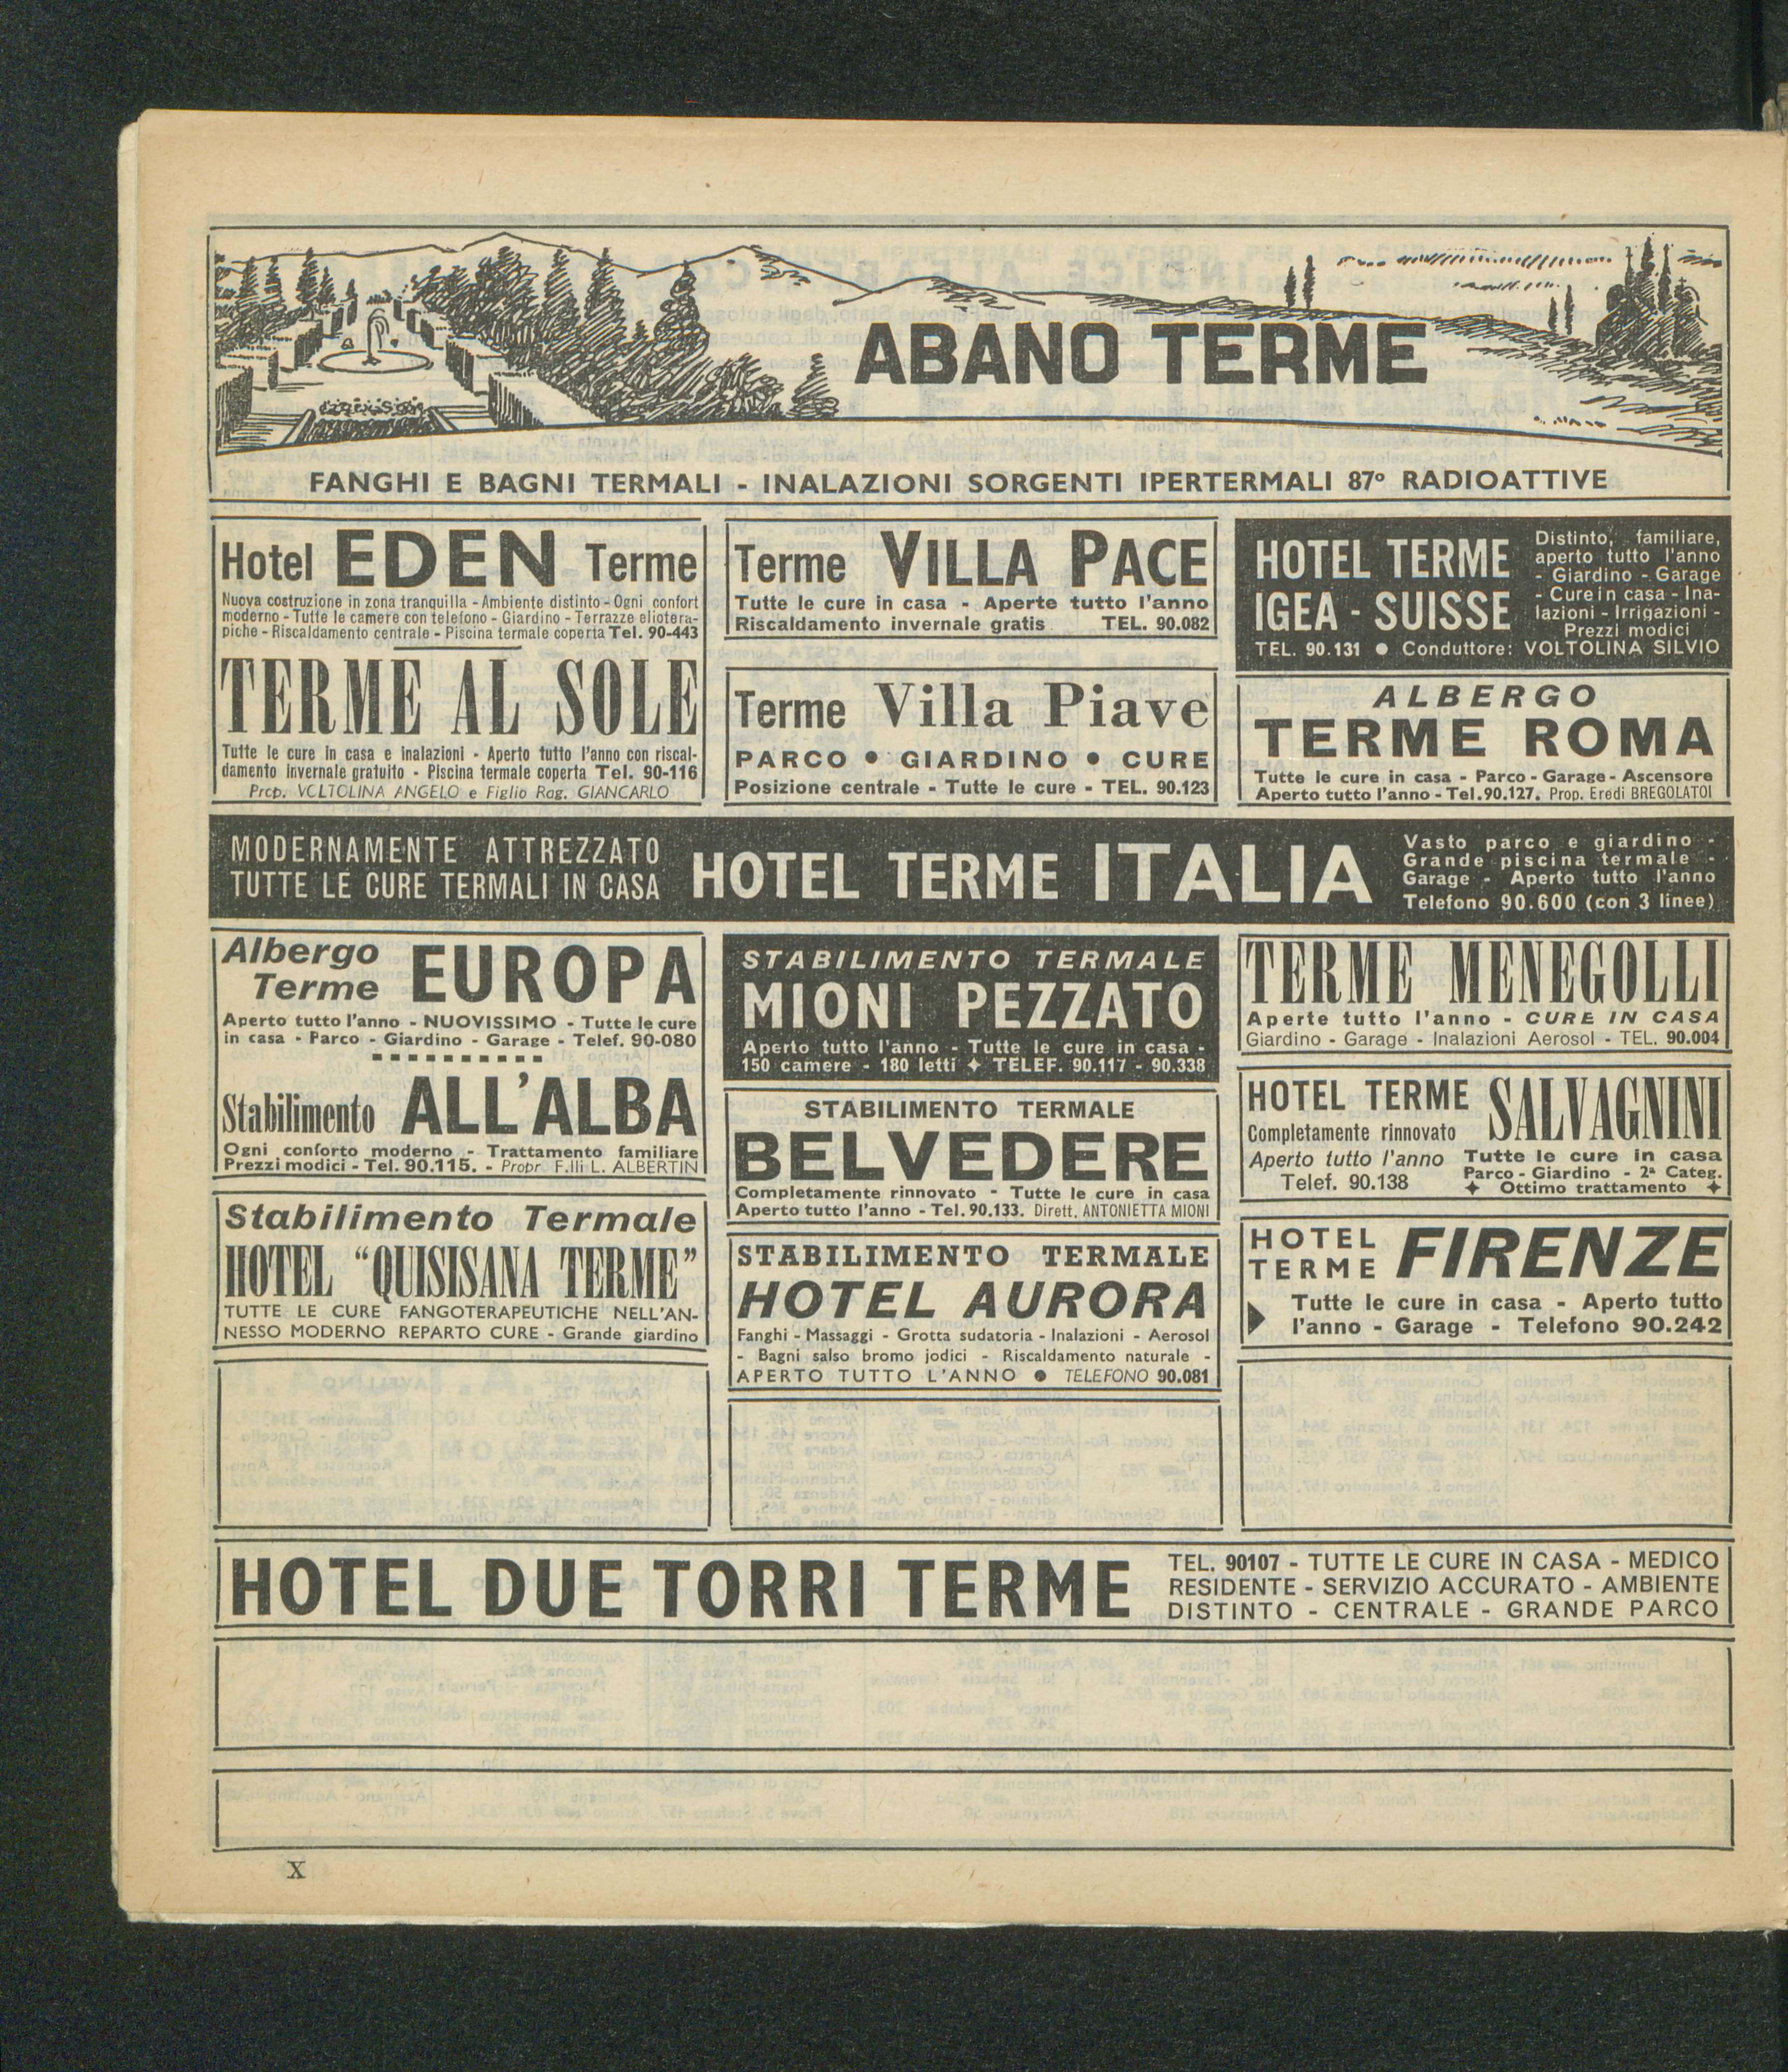 ABANO TERME
FANGHI E BAGNI TERMALI - INALAZIONI SORGENTI IPERTERMALI 87º RADIOATTIVE
Hotel EDEN Terme
Nuova costruzione in zona tranquilla - Ambiente distinto - Ogni confort
moderno - Tutte le camere con telefono - Giardino - Terrazze eliotera-
piche - Riscaldamento centrale - Piscina termale coperta Tel. 90-443
TERME AL SOLE
Tutte le cure in casa e inalazioni - Aperto tutto l'anno con riscal-
damento invernale gratuito - Piscina termale coperta Tel. 90-116
Prop. VOLTOLINA ANGELO e Figlio Rag. GIANCARLO
Terme VILLA PACE
Tutte le cure in casa - Aperte tutto l'anno
Riscaldamento invernale gratis TEL. 90.082
Terme Villa Piave
PARCO • GIARDINO • CURE
Posizione centrale - Tutte le cure - TEL. 90.123
HOTEL TERME
IGEA - SUISSE
Distinto, familiare,
aperto tutto l'anno
- Giardino - Garage
- Cure in casa - Ina-
lazioni - Irrigazioni -
Prezzi modici
TEL. 90.131 ● Conduttore: VOLTOLINA SILVIO
ALBERGO
TERME ROMA
Tutte le cure in casa - Parco - Garage - Ascensore
Aperto tutto l'anno - Tel. 90.127. Prop. Eredi BREGOLATO
MODERNAMENTE ATTREZZATO
TUTTE LE CURE TERMALI IN CASA
HOTEL TERME ITALIA
Vasto parco e giardino -
Grande piscina termale -
Garage - Aperto tutto l'anno
Telefono 90.600 (con 3 linee)
Albergo
Terme
EUROPA
Aperto tutto l'anno - NUOVISSIMO - Tutte le cure
in casa - Parco - Giardino - Garage - Telef. 90-080
Stabilimento ALL'ALBA
Ogni conforto moderno - Trattamento familiare
Prezzi modici - Tel. 90.115. - Propr F.lli L. ALBERTIN
Stabilimento Termale
HOTEL “QUISISANA TERME”
TUTTE LE CURE FANGOTERAPEUTICHE NELL'AN-
NESSO MODERNO REPARTO CURE - Grande giardino
STABILIMENTO TERMALE
MIONI PEZZATO
Aperto tutto l'anno - Tutte le cure in casa -
150 camere - 180 letti ✦ TELEF. 90.117 - 90.338
STABILIMENTO TERMALE
BELVEDERE
Completamente rinnovato - Tutte le cure in casa
Aperto tutto l'anno - Tel. 90.133. Dirett. ANTONIETTA MIONI
STABILIMENTO TERMALE
HOTEL AURORA
Fanghi - Massaggi - Grotta sudatoria - Inalazioni - Aerosol
- Bagni salso bromo jodici - Riscaldamento naturale -
APERTO TUTTO L'ANNO ● TELEFONO 90.081
TERME MENEGOLLI
Aperte tutto l'anno - CURE IN CASA
Giardino - Garage - Inalazioni Aerosol - TEL. 90.004
HOTEL TERME SALVAGNINI
Completamente rinnovato
Aperto tutto l'anno
Telef. 90.138
Tutte le cure in casa
Parco - Giardino - 2ª Categ.
✦ Ottimo trattamento ✦
HOTEL
TERME
FIRENZE
Tutte le cure in casa - Aperto tutto
l'anno - Garage - Telefono 90.242
HOTEL DUE TORRI TERME
TEL. 90107 - TUTTE LE CURE IN CASA - MEDICO
RESIDENTE - SERVIZIO ACCURATO - AMBIENTE
DISTINTO - CENTRALE - GRANDE PARCO
X